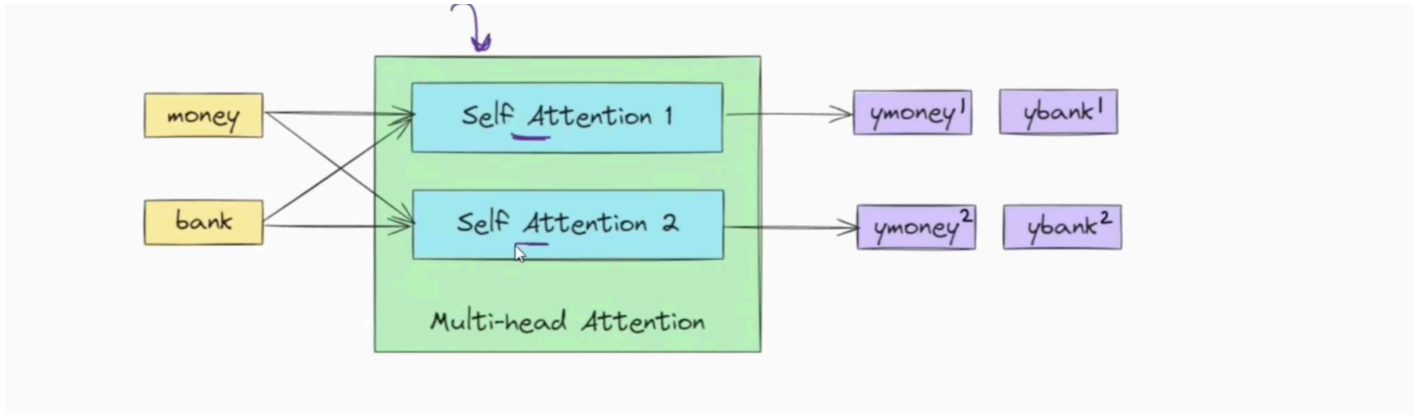 money
Self Attention 1
ymoney¹
ybank¹
bank
Self Attention 2
ymoney²
ybank²
Multi-head Attention